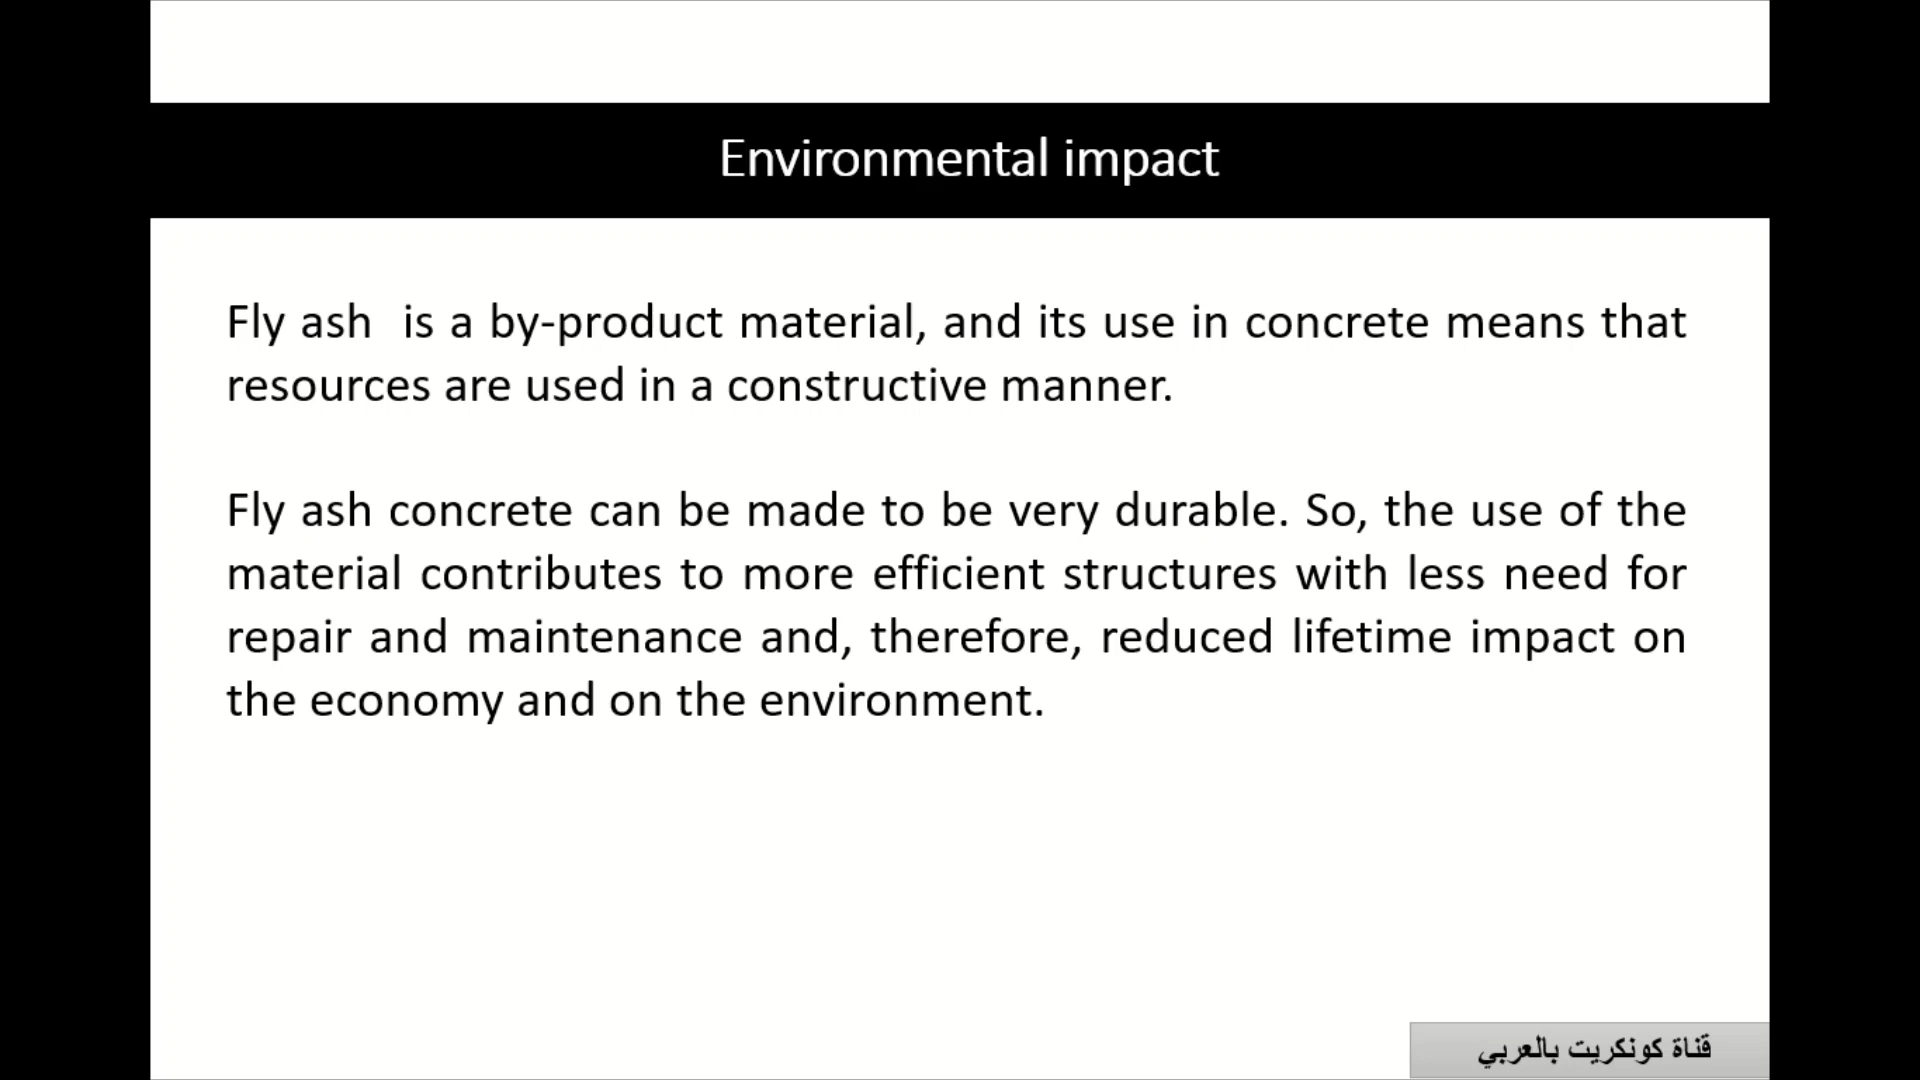 Environmental impact
Fly ash  is a by-product material, and its use in concrete means that
resources are used in a constructive manner.
Fly ash concrete can be made to be very durable. So, the use of the
material contributes to more efficient structures with less need for
repair and maintenance and, therefore, reduced lifetime impact on
the economy and on the environment.
قناة كونكريت بالعربي